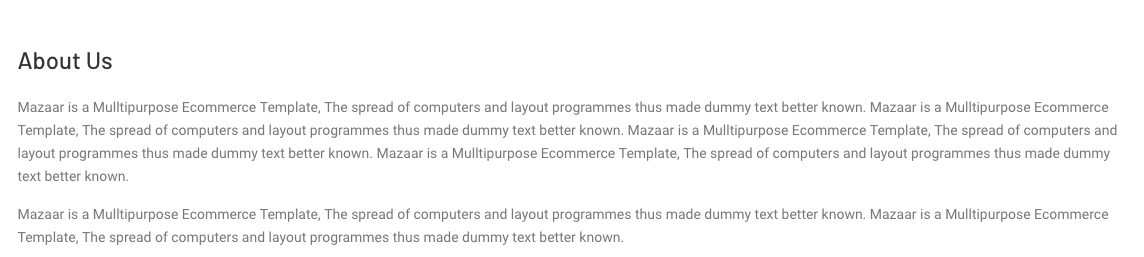 About Us
Mazaar is a Mulltipurpose Ecommerce Template, The spread of computers and layout programmes thus made dummy text better known. Mazaar is a Mulltipurpose Ecommerce
Template, The spread of computers and layout programmes thus made dummy text better known. Mazaar is a Mulltipurpose Ecommerce Template, The spread of computers and
layout programmes thus made dummy text better known. Mazaar is a Mulltipurpose Ecommerce Template, The spread of computers and layout programmes thus made dummy
text better known.
Mazaar is a Mulltipurpose Ecommerce Template, The spread of computers and layout programmes thus made dummy text better known. Mazaar is a Mulltipurpose Ecommerce
Template, The spread of computers and layout programmes thus made dummy text better known.